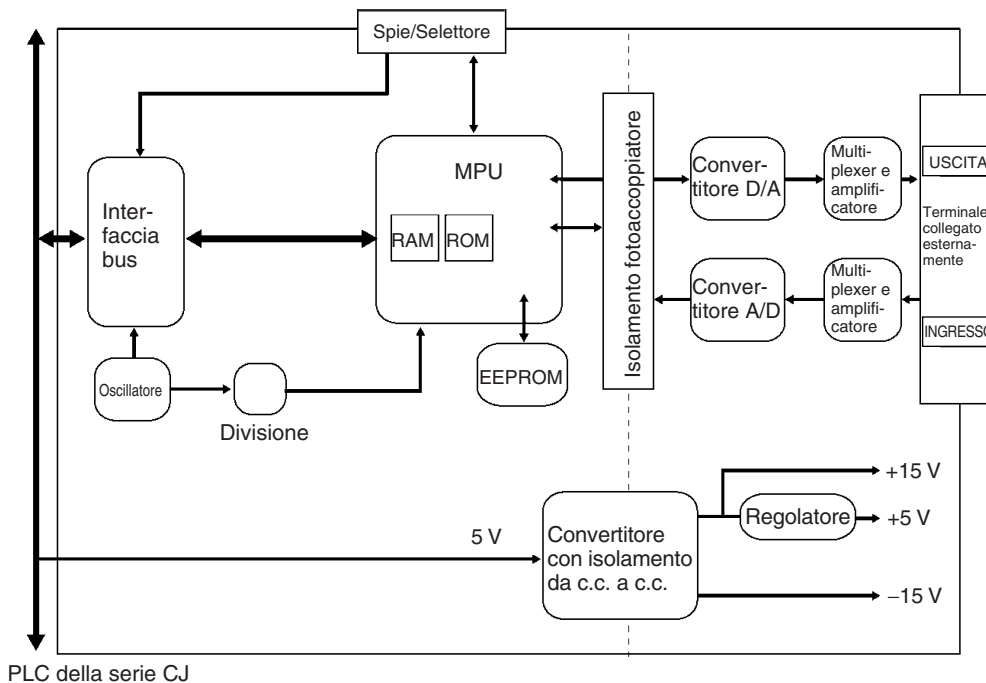 Spie/Selettore
MPU
RAM
ROM
Inter-
faccia
bus
Oscillatore
Divisione
EEPROM
Isolamento fotoaccoppiatore
Conver-
titore D/A
Multi-
plexer e
amplifi-
catore
USCITA
Terminale
collegato
esterna-
mente
Conver-
titore A/D
Multi-
plexer e
amplifi-
catore
INGRESSO
5 V
Convertitore
con isolamento
da c.c. a c.c.
+15 V
Regolatore
+5 V
−15 V
PLC della serie CJ